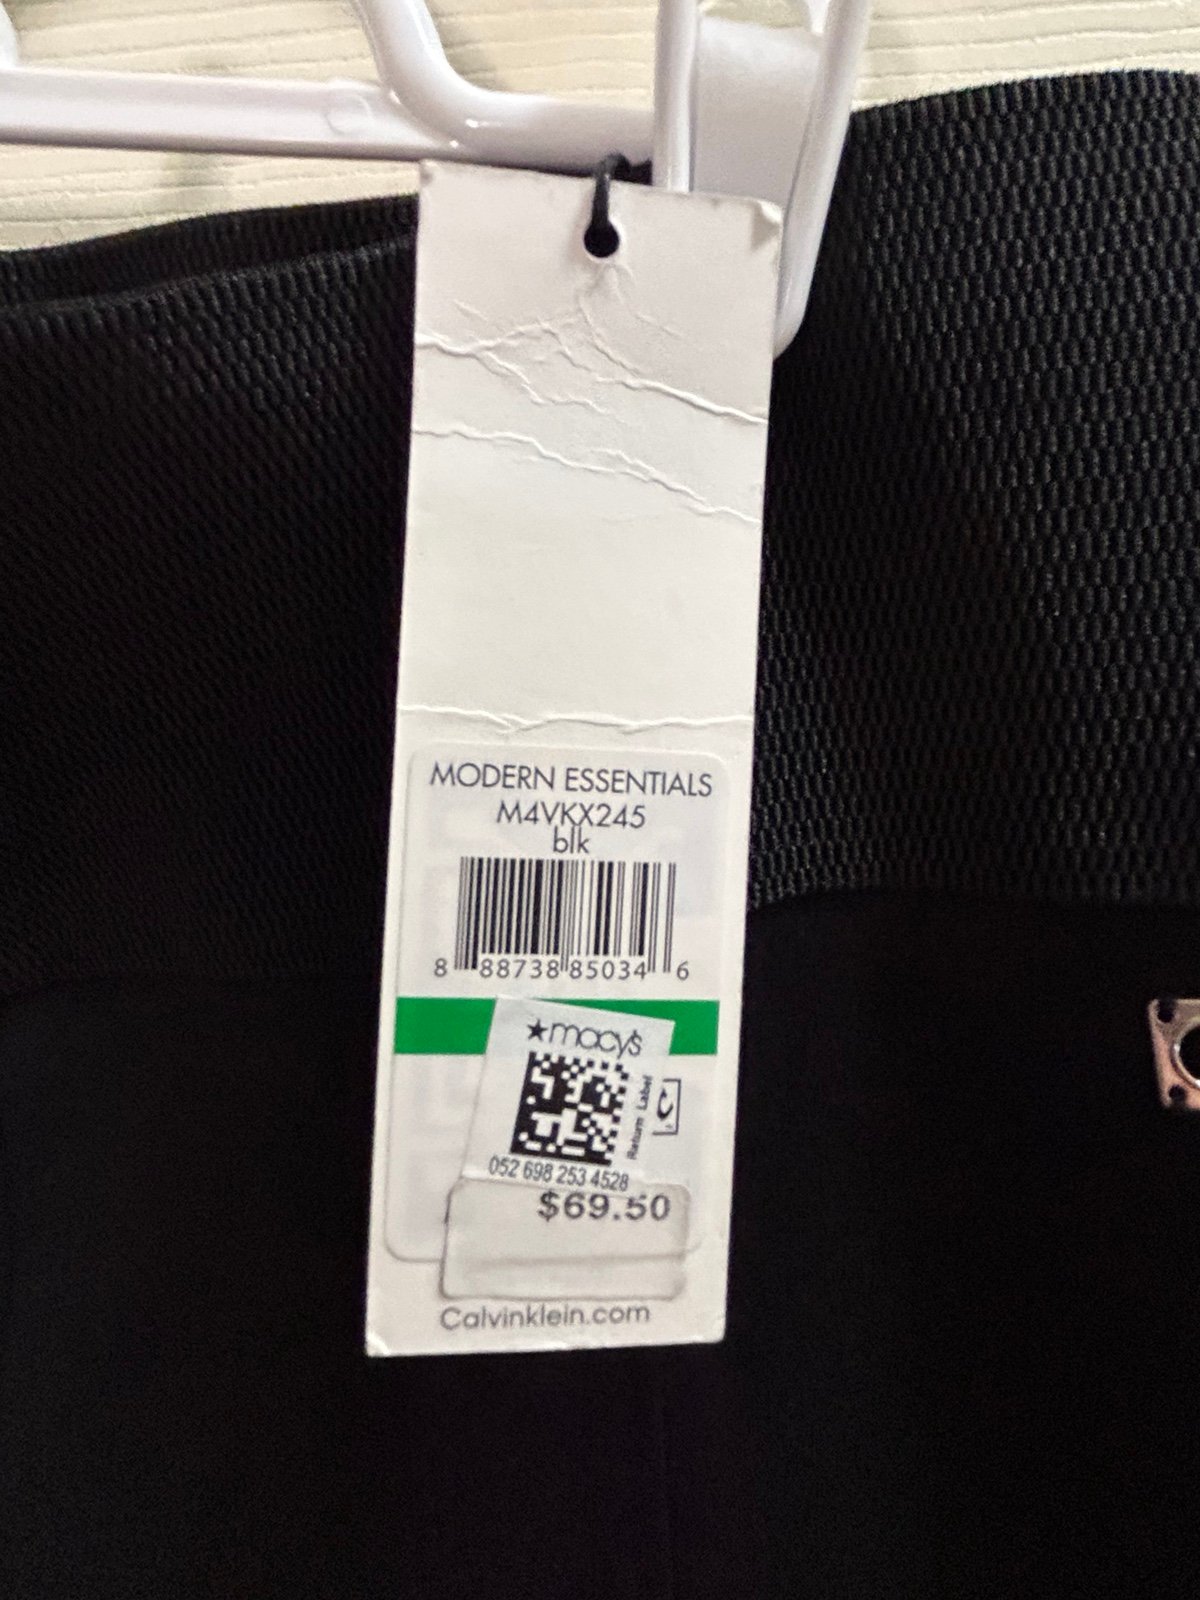 MODERN ESSENTIALS
M4VKX245
blk
8 88738 85034 6
★macy's
Return Label
052 698 253 4528
$69.50
Calvinklein.com